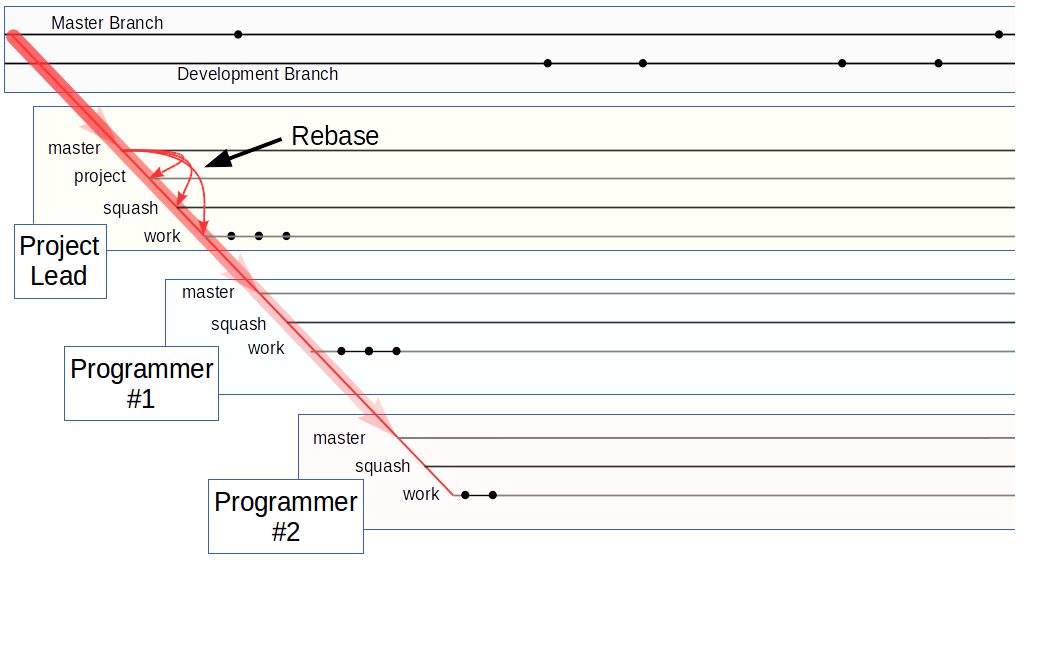 Master Branch
Development Branch
Rebase
master
project
squash
work
Project
Lead
master
squash
work
Programmer
#1
master
squash
work
Programmer
#2